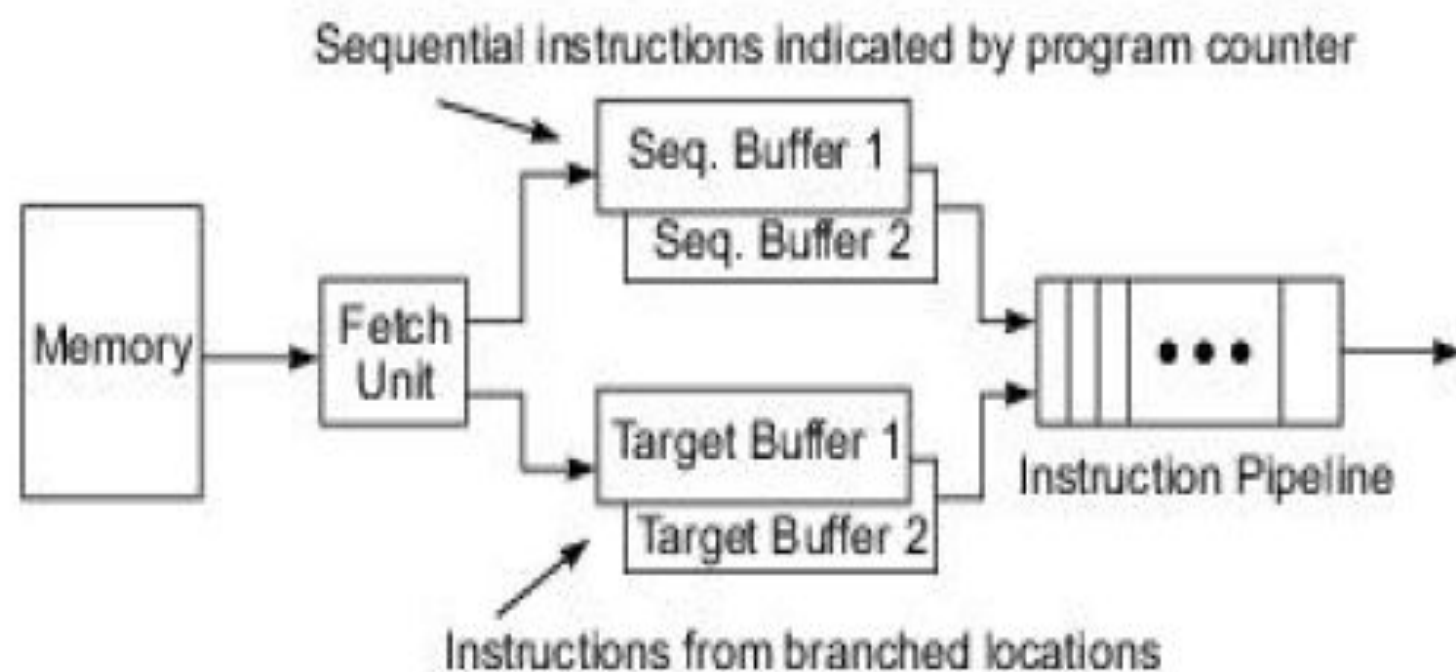 Sequential instructions indicated by program counter
Seq. Buffer 1
Seq. Buffer 2
Memory
Fetch
Unit
Target Buffer 1
Target Buffer 2
Instruction Pipeline
Instructions from branched locations